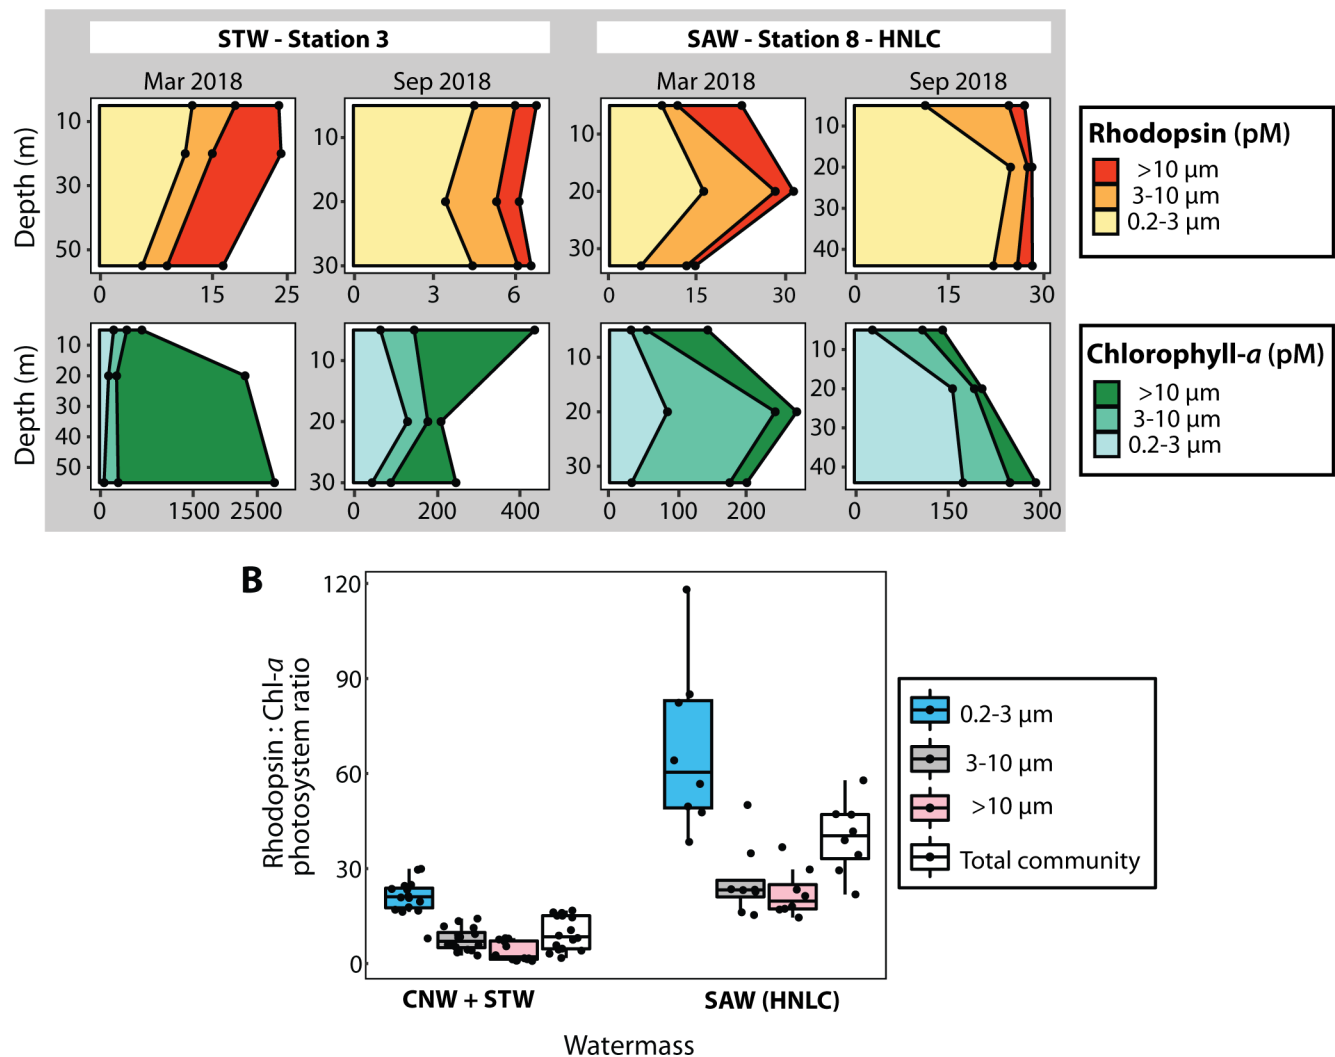 STW - Station 3
SAW - Station 8 - HNLC
Mar 2018
Sep 2018
Mar 2018
Sep 2018
Depth (m)
10
30
50
0
15
25
10
20
30
0
3
6
10
20
30
0
15
30
10
20
30
40
0
15
30
Rhodopsin (pM)
>10 µm
3-10 µm
0.2-3 µm
Depth (m)
10
20
30
40
50
0
1500
2500
10
20
30
0
200
400
10
30
0
100
200
10
20
30
40
0
150
300
Chlorophyll-a (pM)
>10 µm
3-10 µm
0.2-3 µm
B
Rhodopsin : Chl-a
photosystem ratio
120
90
60
30
0
CNW + STW
SAW (HNLC)
Watermass
0.2-3 µm
3-10 µm
>10 µm
Total community